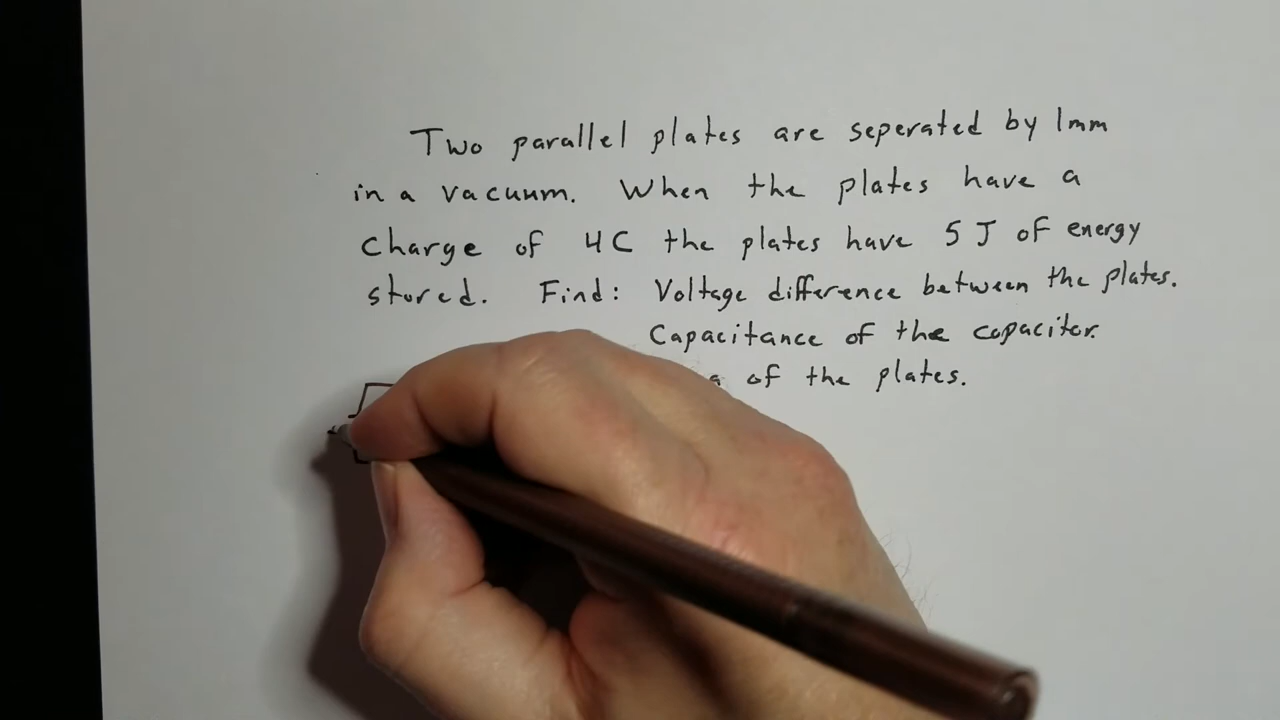 Two parallel plates are seperated by 1mm
in a vacuum. When the plates have a
charge of 4C the plates have 5 J of energy
stored. Find: Voltage difference between the plates.
Capacitance of the capacitor.
of the plates.